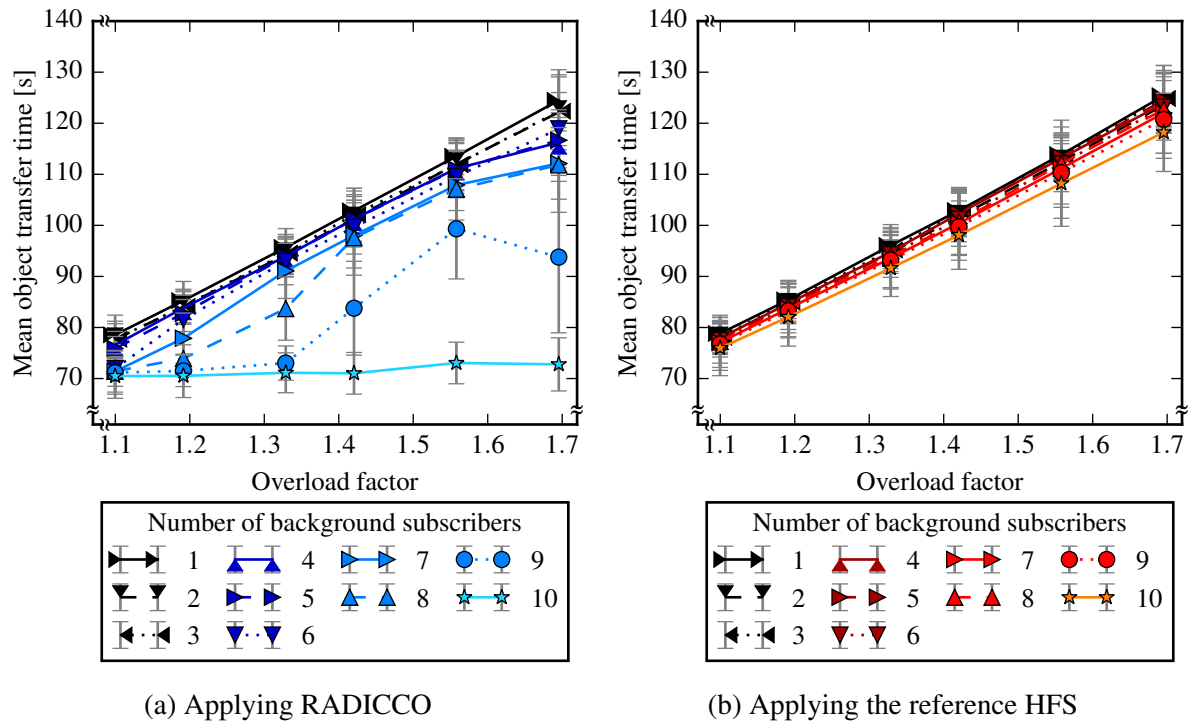 140
130
120
110
100
90
80
70
Mean object transfer time [s]
1.1 1.2 1.3 1.4 1.5 1.6 1.7
Overload factor
Number of background subscribers
1 4 7 9
2 5 8 10
3 6
(a) Applying RADICCO
140
130
120
110
100
90
80
70
Mean object transfer time [s]
1.1 1.2 1.3 1.4 1.5 1.6 1.7
Overload factor
Number of background subscribers
1 4 7 9
2 5 8 10
3 6
(b) Applying the reference HFS